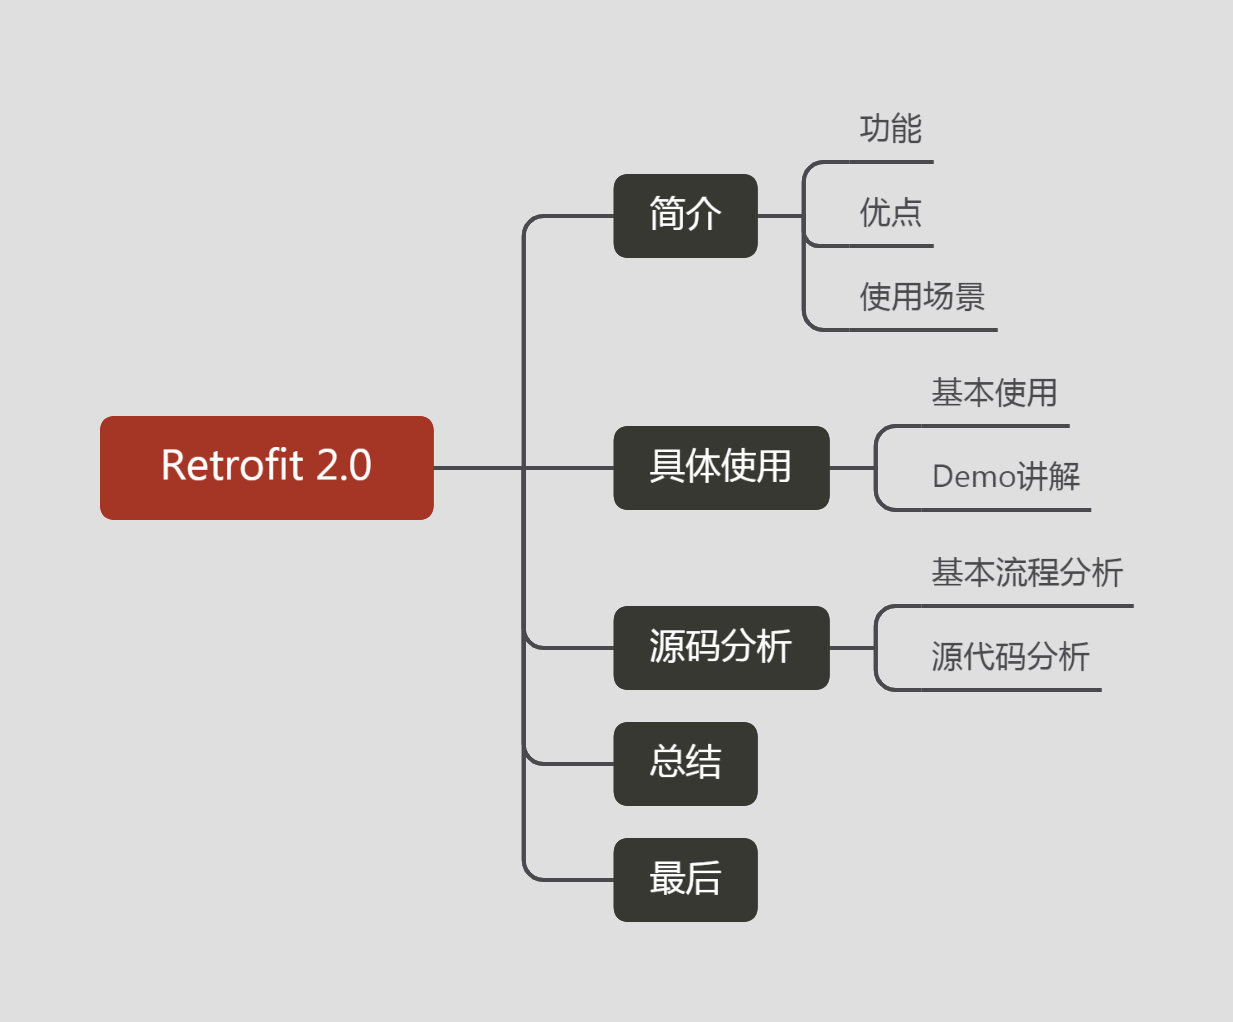 Retrofit 2.0
简介
功能
优点
使用场景
具体使用
基本使用
Demo讲解
源码分析
基本流程分析
源代码分析
总结
最后